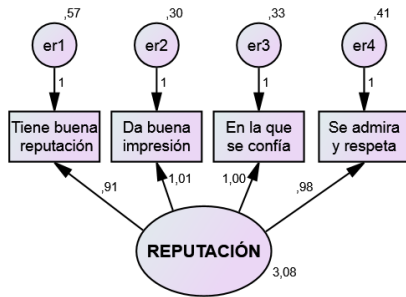 ,57 ,30 ,33 ,41
er1 er2 er3 er4
1 1 1 1
Tiene buena
reputación
Da buena
impresión
En la que
se confía
Se admira
y respeta
,91 1,01 1,00 ,98
REPUTACIÓN
3,08